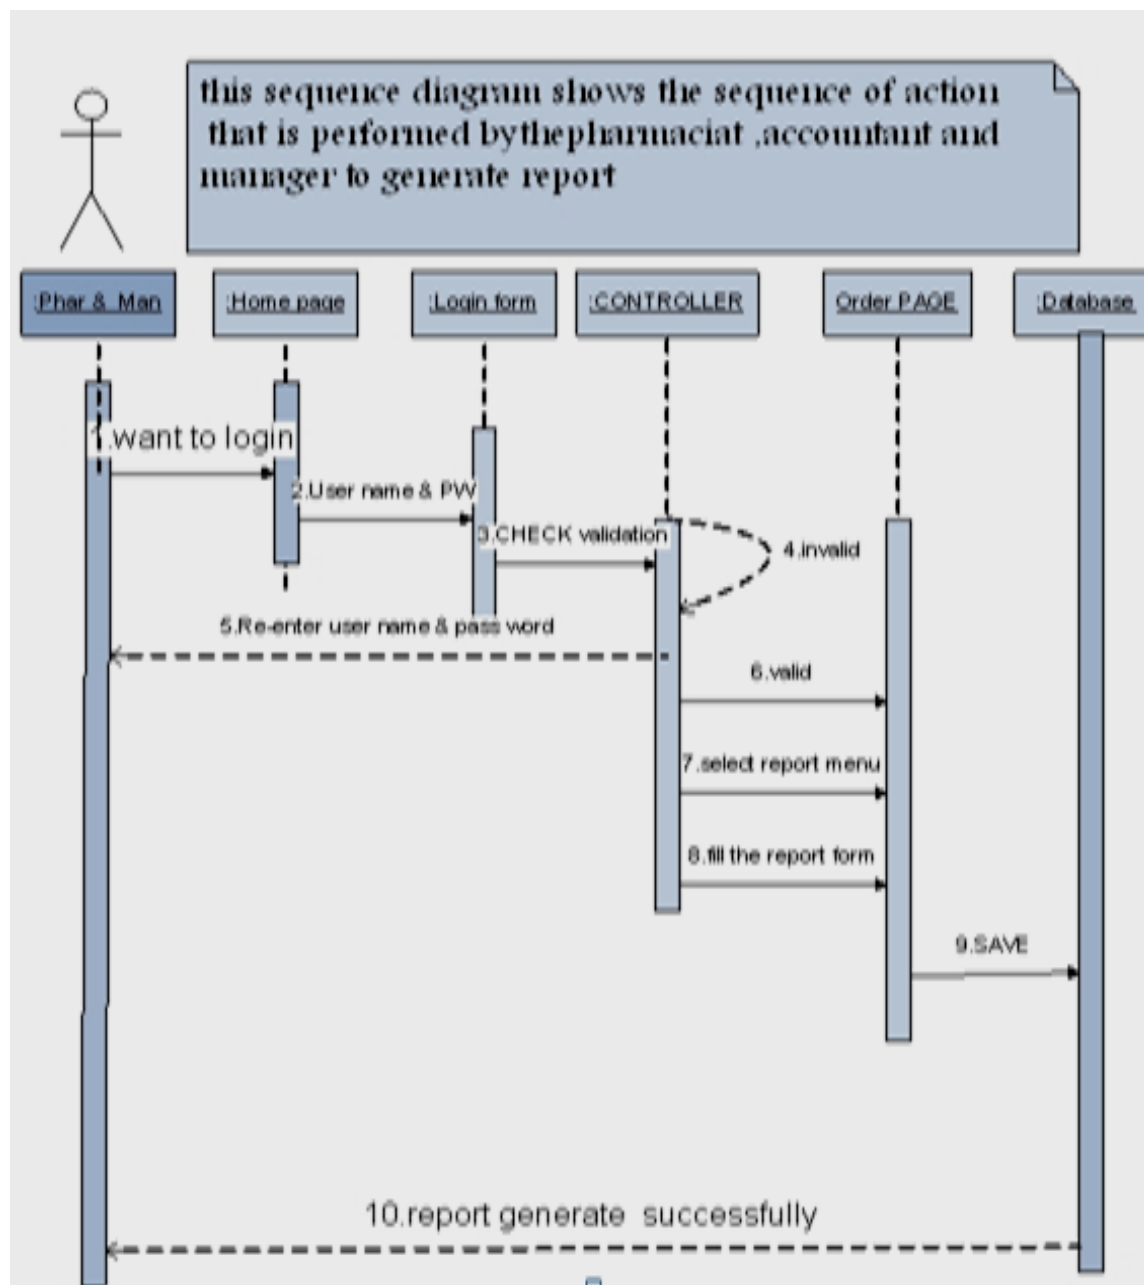 this sequence diagram shows the sequence of action
that is performed bythepharmaciat ,accountant and
manager to generate report
:Phar & Man
:Home page
:Login form
:CONTROLLER
Order PAGE
:Database
1.want to login
2.User name & PW
3.CHECK validation
4.invalid
5.Re-enter user name & pass word
6.valid
7.select report menu
8.fill the report form
9.SAVE
10.report generate successfully